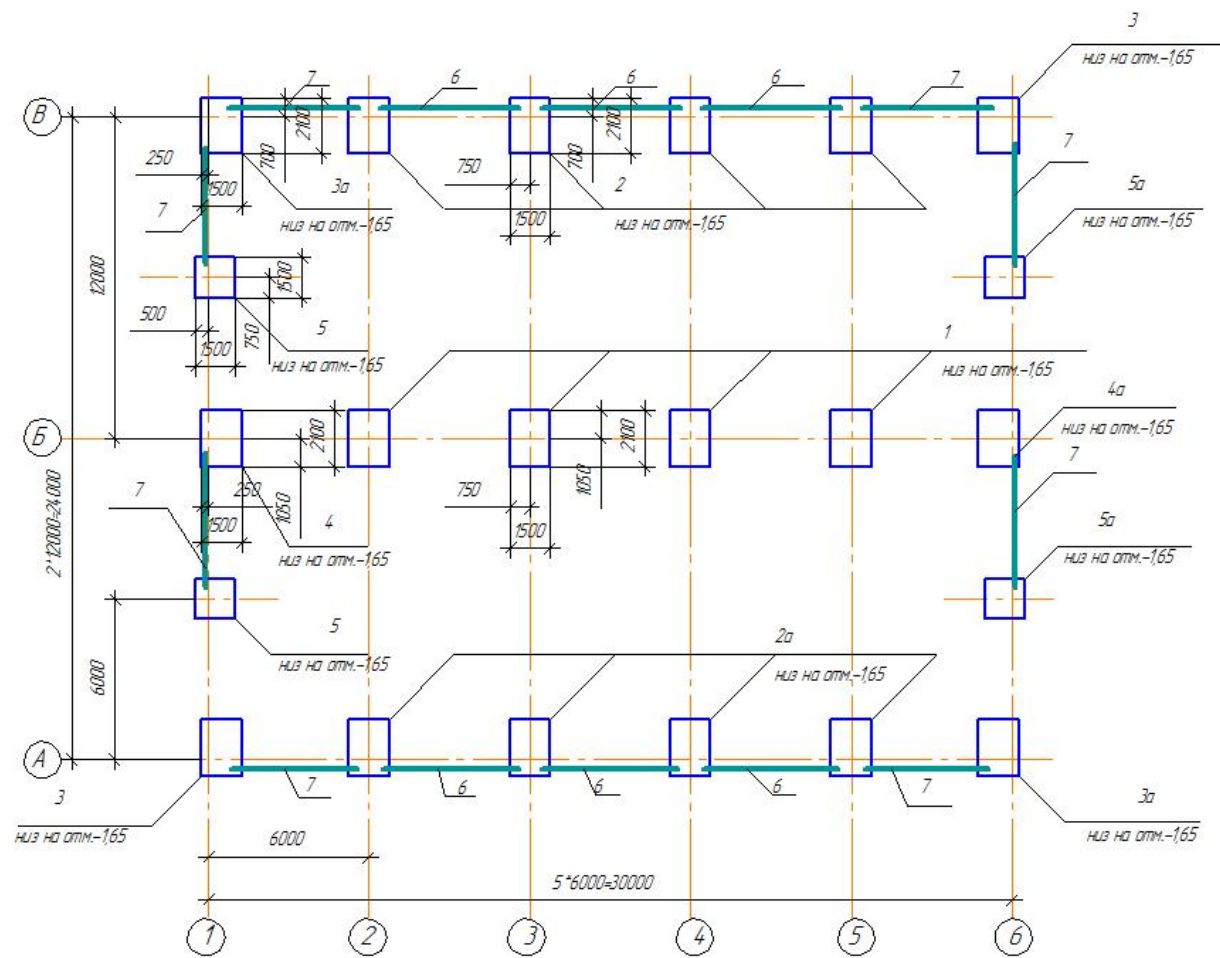 3
низ на отм.-1,65
7
6
6
6
7
В
2100
2100
700
700
250
750
7
1500
3а
2
5а
7
низ на отм.-1,65
1500
низ на отм.-1,65
низ на отм.-1,65
12000
1500
500
5
1
1500
750
низ на отм.-1,65
низ на отм.-1,65
4а
Б
2100
2100
низ на отм.-1,65
7
7
250
1050
750
1050
1500
4
1500
5а
2*12000=24000
низ на отм.-1,65
низ на отм.-1,65
5
2а
низ на отм.-1,65
низ на отм.-1,65
6000
А
3
7
6
6
6
7
3а
низ на отм.-1,65
низ на отм.-1,65
6000
5*6000=30000
1
2
3
4
5
6